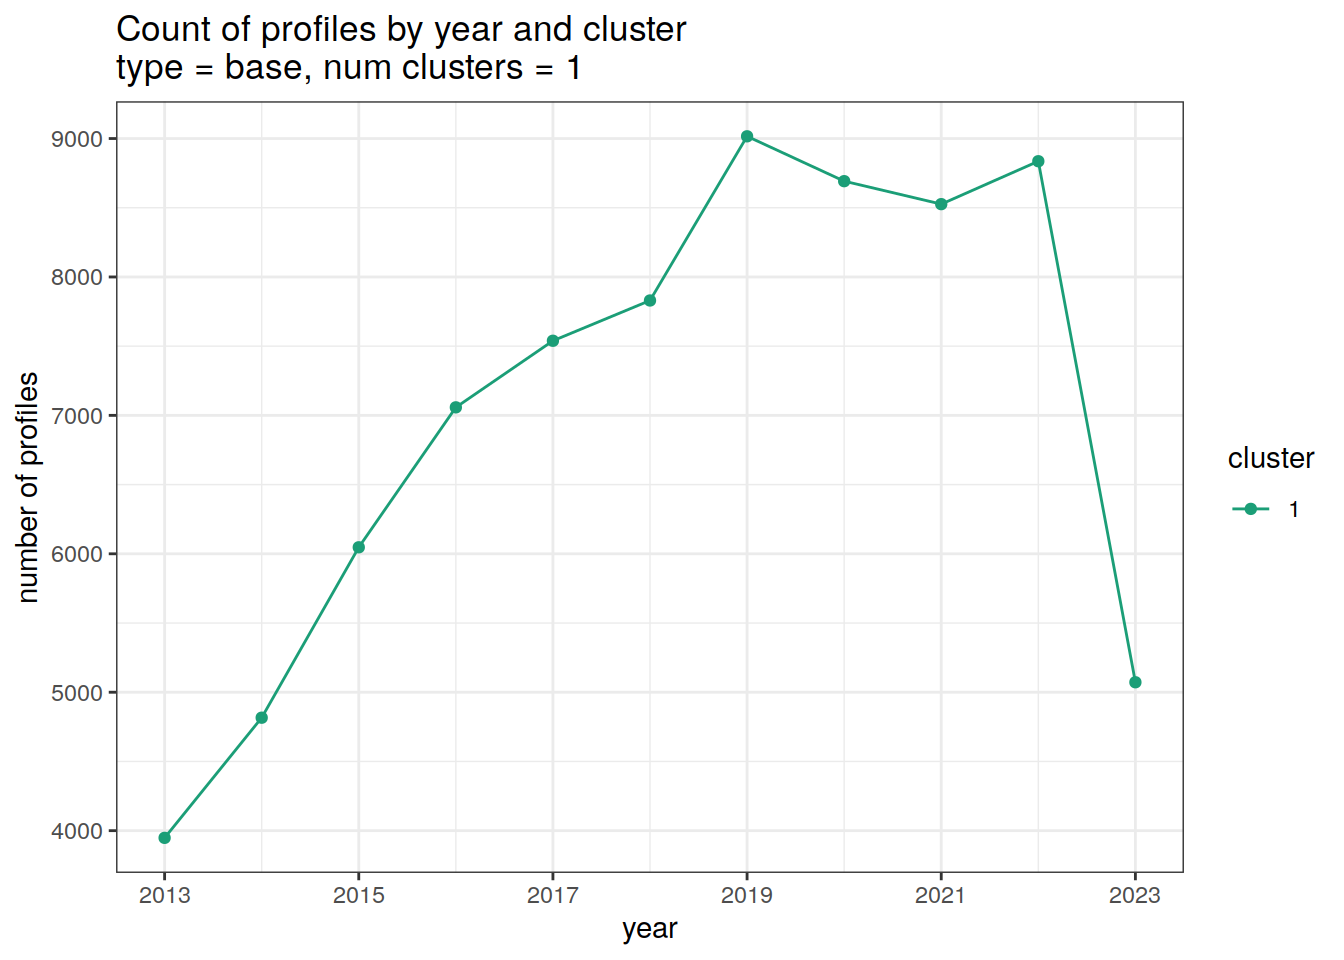 Count of profiles by year and cluster
type = base, num clusters = 1
9000
8000
7000
6000
5000
4000
number of profiles
2013 2015 2017 2019 2021 2023
year
cluster
1